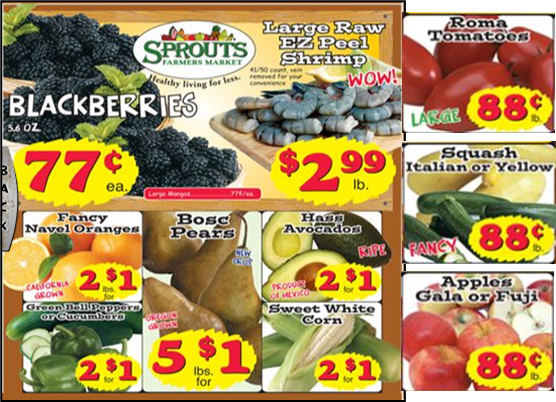 SPROUTS
FARMERS MARKET
Healthy living for less.
Large Raw
EZ Peel
Shrimp
41/50 count, vein
removed for your
convenience.
WOW!
BLACKBERRIES
5.6 OZ.
77¢
ea.
$2.99
lb.
Large Mangos 77¢/ea
B
A
C
K
Fancy
Navel Oranges
CALIFORNIA
GROWN
2 lbs. for $1
Bosc
Pears
NEW
CROP
OREGON
GROWN
5 lbs. for $1
Hass
Avocados
RIPE
PRODUCT
OF MEXICO
2 for $1
Green Bell Peppers
or Cucumbers
2 for $1
Sweet White
Corn
2 for $1
Roma
Tomatoes
LARGE
88¢
lb.
Squash
Italian or Yellow
FANCY
88¢
lb.
Apples
Gala or Fuji
88¢
lb.